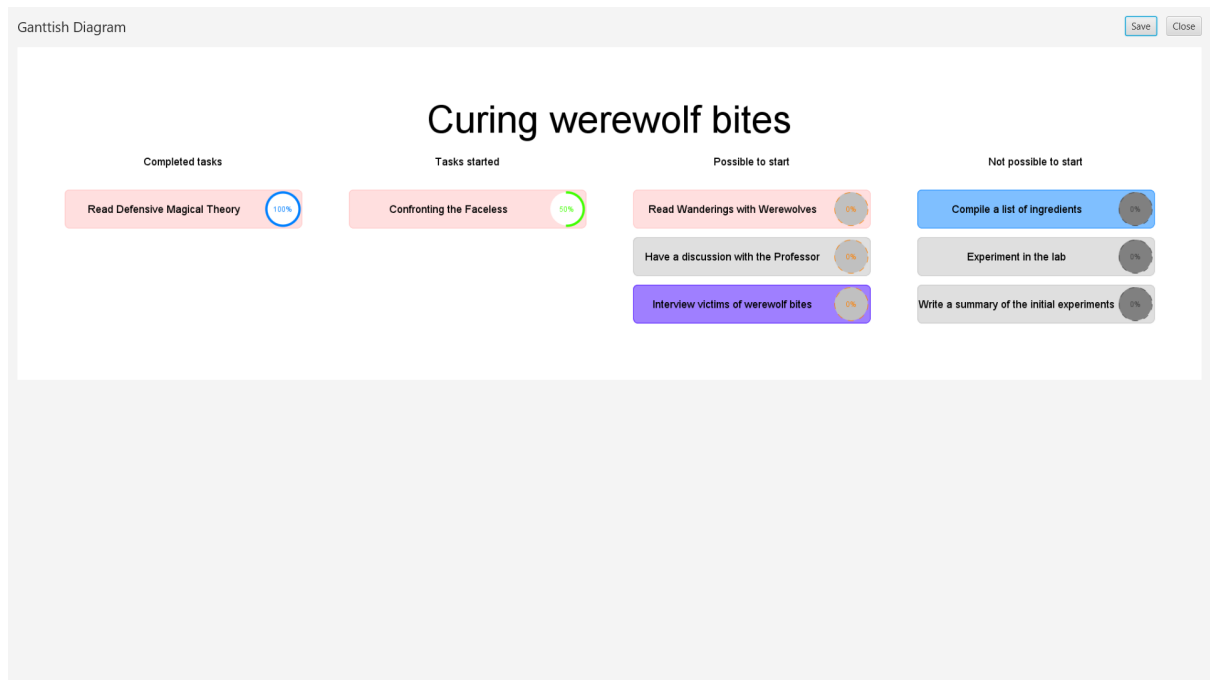 Ganttish Diagram
Save
Close
Curing werewolf bites
Completed tasks
Tasks started
Possible to start
Not possible to start
Read Defensive Magical Theory
100%
Confronting the Faceless
50%
Read Wanderings with Werewolves
0%
Compile a list of ingredients
0%
Have a discussion with the Professor
0%
Experiment in the lab
0%
Interview victims of werewolf bites
0%
Write a summary of the initial experiments
0%